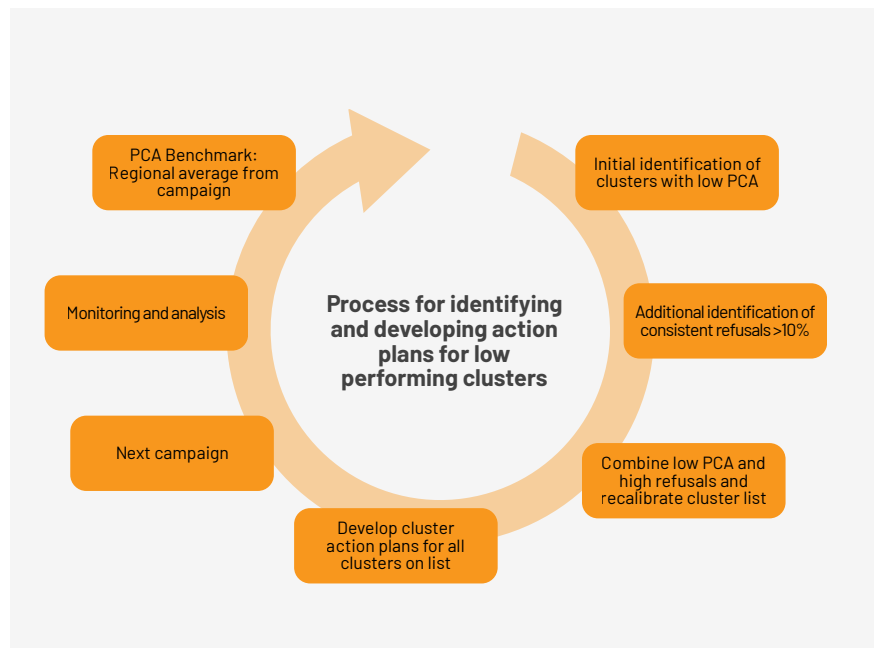 PCA Benchmark:
Regional average from
campaign
Initial identification of
clusters with low PCA
Monitoring and analysis
Process for identifying
and developing action
plans for low
performing clusters
Additional identification of
consistent refusals >10%
Next campaign
Combine low PCA and
high refusals and
recalibrate cluster list
Develop cluster
action plans for all
clusters on list